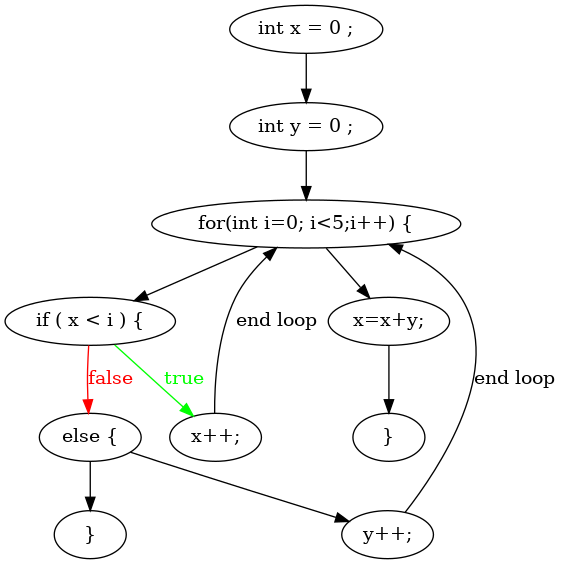 int x = 0 ;
int y = 0 ;
for(int i=0; i<5;i++) {
if ( x < i ) {
end loop
x=x+y;
false
true
end loop
else {
x++;
}
}
y++;